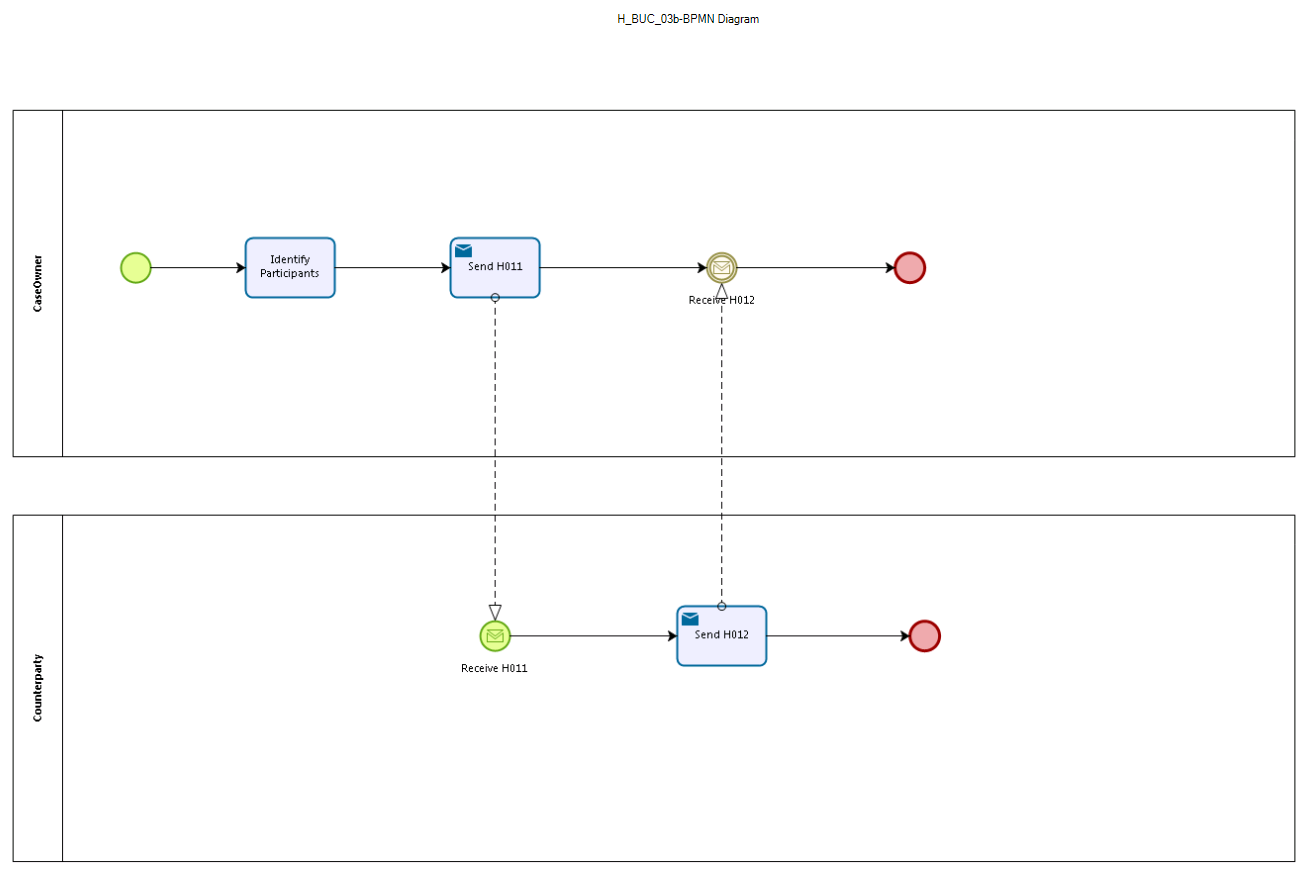 H_BUC_03b-BPMN Diagram
CaseOwner
Identify
Participants
Send H011
Receive H012
Counterparty
Receive H011
Send H012